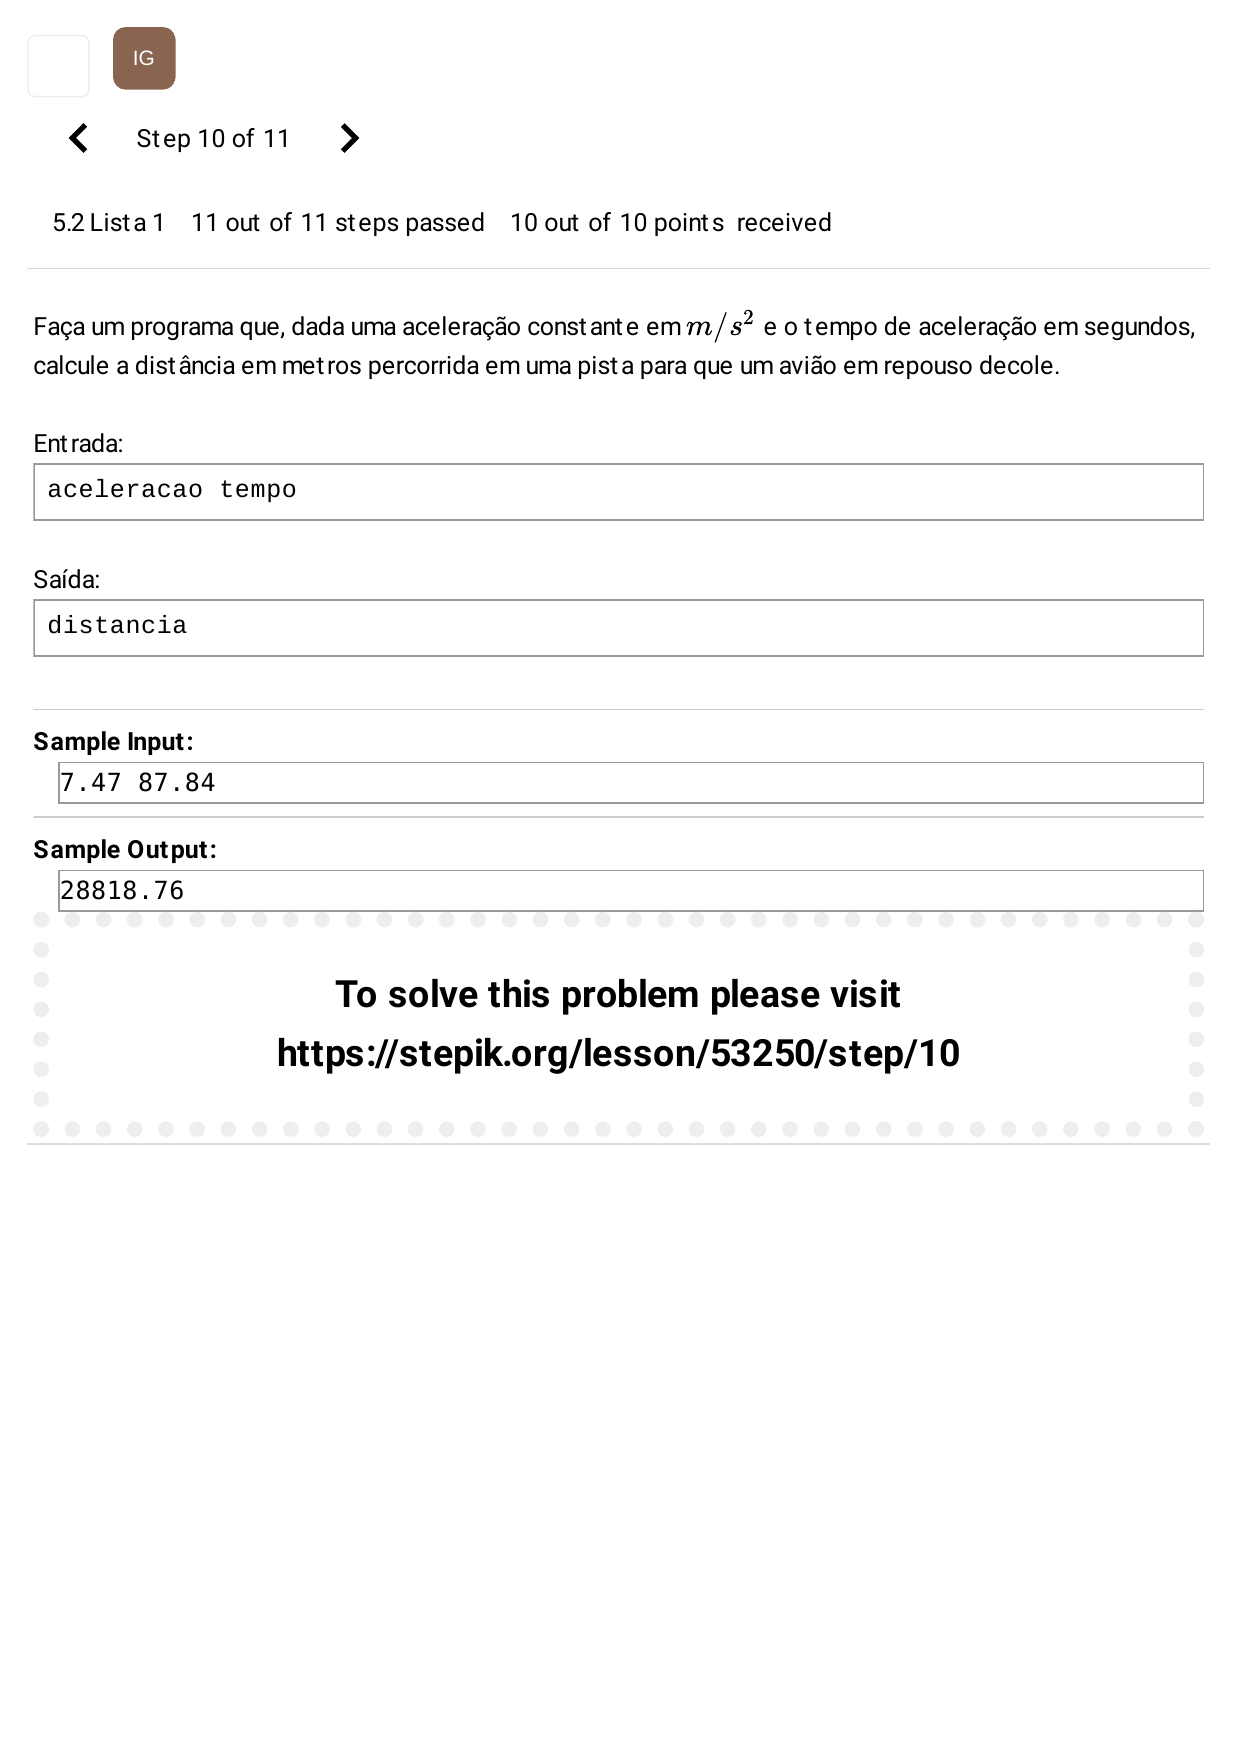 IG
Step 10 of 11
5.2 Lista 1 11 out of 11 steps passed 10 out of 10 points received
Faça um programa que, dada uma aceleração constante em m/s² e o tempo de aceleração em segundos,
calcule a distância em metros percorrida em uma pista para que um avião em repouso decole.
Entrada:
aceleracao tempo
Saída:
distancia
Sample Input:
7.47 87.84
Sample Output:
28818.76
To solve this problem please visit
https://stepik.org/lesson/53250/step/10